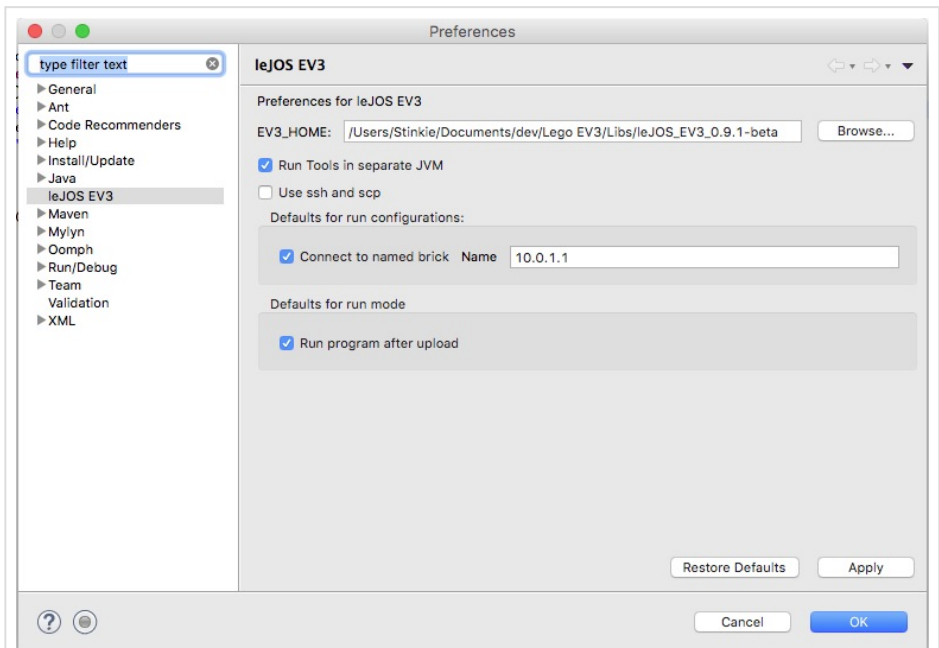 Preferences
type filter text
leJOS EV3
General
Ant
Code Recommenders
Help
Install/Update
Java
leJOS EV3
Maven
Mylyn
Oomph
Run/Debug
Team
Validation
XML
Preferences for leJOS EV3
EV3_HOME: /Users/Stinkie/Documents/dev/Lego EV3/Libs/leJOS_EV3_0.9.1-beta Browse...
Run Tools in separate JVM
Use ssh and scp
Defaults for run configurations:
Connect to named brick Name 10.0.1.1
Defaults for run mode
Run program after upload
Restore Defaults Apply
? Cancel OK